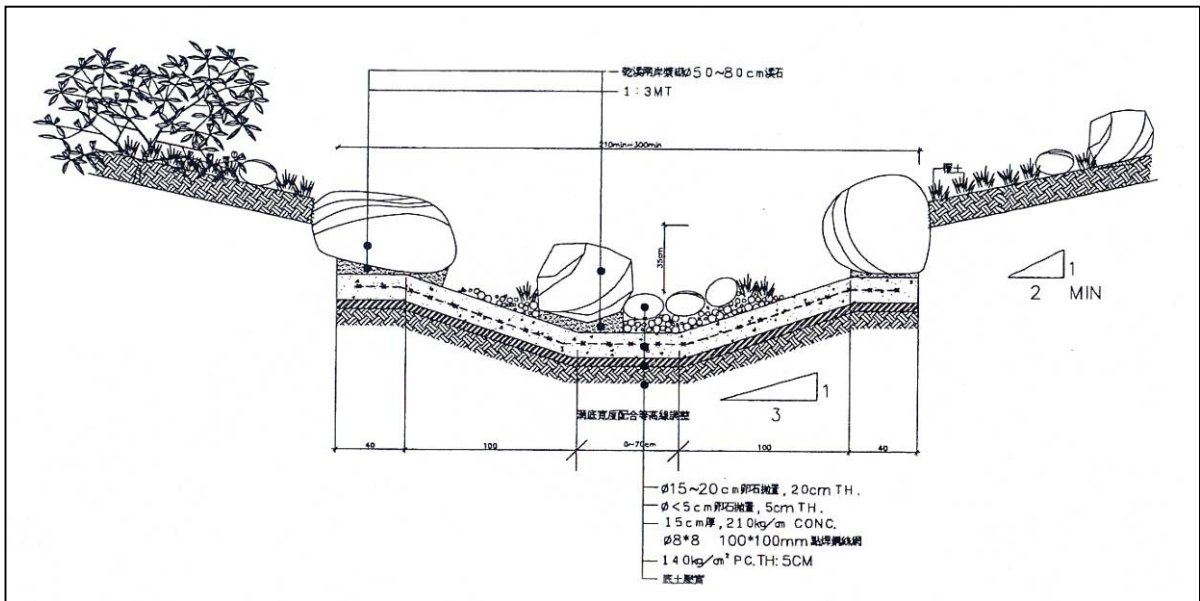 乾溪兩岸漿砌Ø50~80cm溪石
1:3MT
210min~300min
覆土
35cm
1
2 MIN
1
3
溝底寬度配合等高線調整
40 100 0~70cm 100 40
Ø15~20cm卵石拋置, 20cm TH.
Ø<5cm卵石拋置, 5cm TH.
15cm厚, 210kg/cm CONC.
Ø8*8 100*100mm 點焊鋼絲網
140kg/cm² PC.TH:5CM
底土壓實